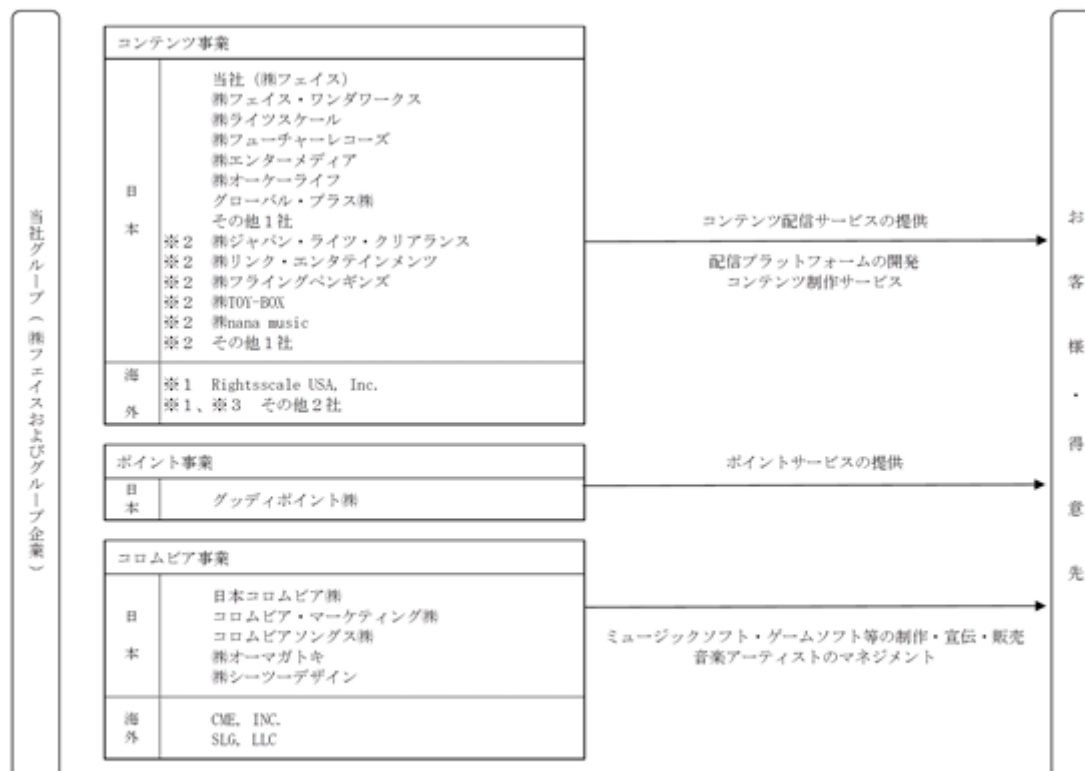 当社グループ(㈱フェイスおよびグループ企業)
コンテンツ事業
日本
当社(㈱フェイス)
㈱フェイス・ワンダワークス
㈱ライツスケール
㈱フューチャーレコーズ
㈱エンターメディア
㈱オーケーライフ
グローバル・プラス㈱
その他1社
※2 ㈱ジャパン・ライツ・クリアランス
※2 ㈱リンク・エンタテインメンツ
※2 ㈱フライングペンギンズ
※2 ㈱TOY-BOX
※2 ㈱nana music
※2 その他1社
海外
※1 Rightsscale USA, Inc.
※1、※3 その他2社
コンテンツ配信サービスの提供
配信プラットフォームの開発
コンテンツ制作サービス
ポイント事業
日本
グッディポイント㈱
ポイントサービスの提供
コロムビア事業
日本
日本コロムビア㈱
コロムビア・マーケティング㈱
コロムビアソングス㈱
㈱オーマガトキ
㈱シーツーデザイン
海外
CME, INC.
SLG, LLC
ミュージックソフト・ゲームソフト等の制作・宣伝・販売
音楽アーティストのマネジメント
お客様・得意先